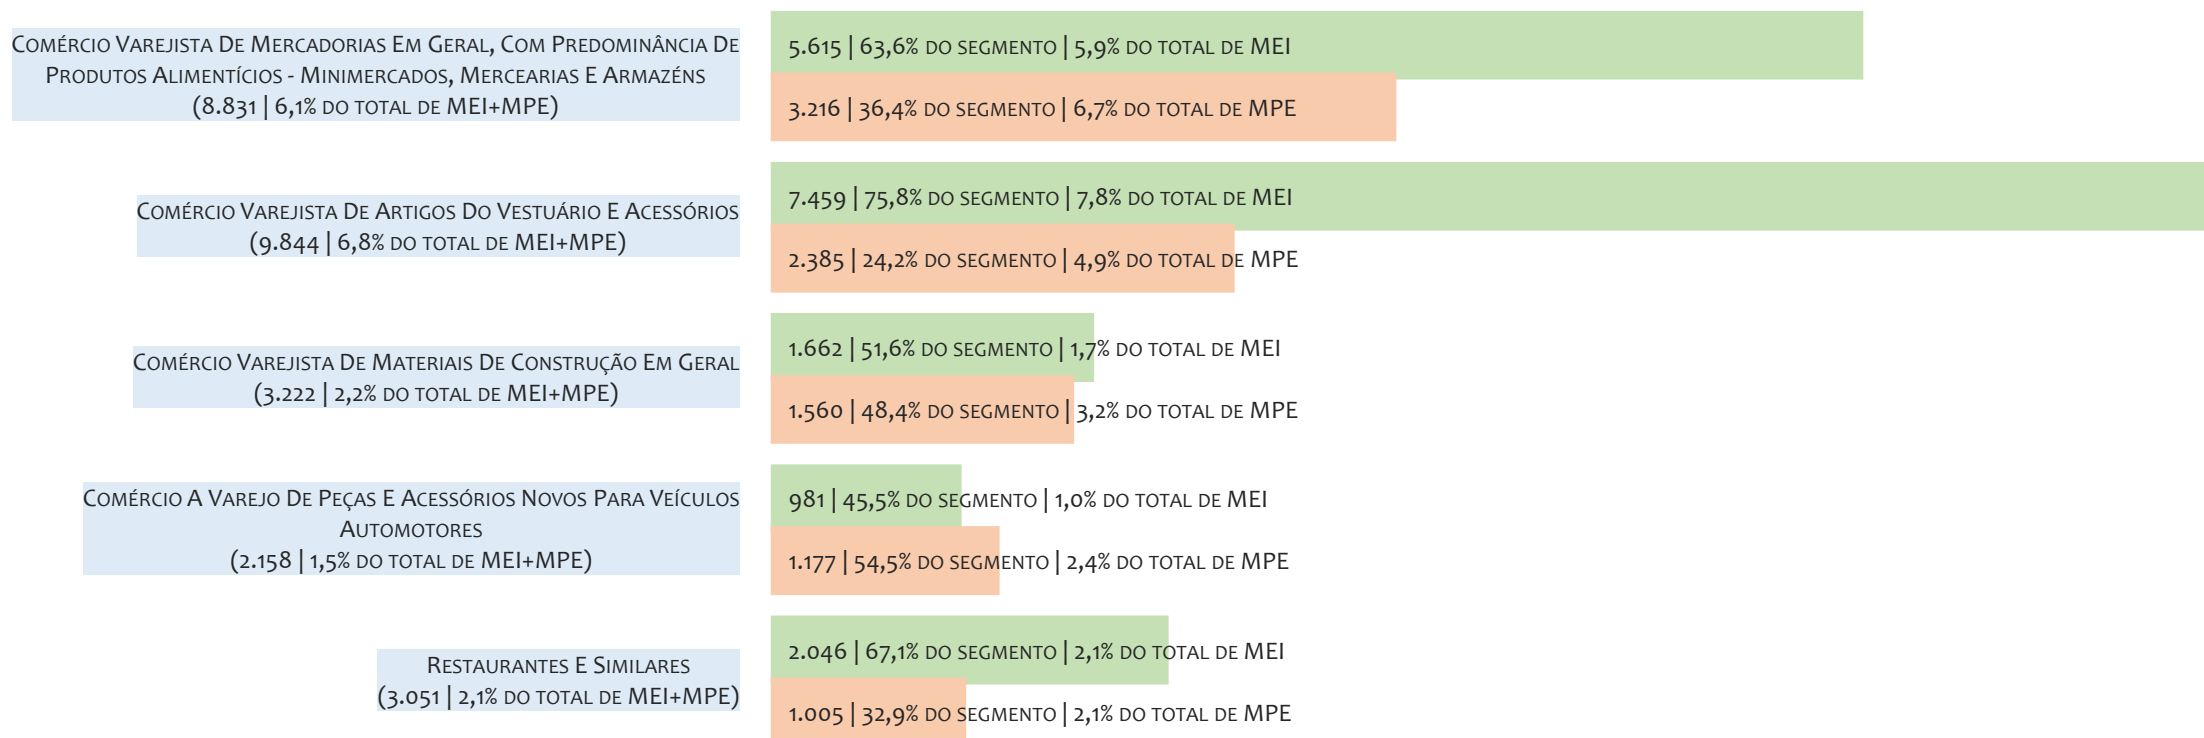 Comércio Varejista De Mercadorias Em Geral, Com Predominância De
Produtos Alimentícios - Minimercados, Mercearias E Armazéns
(8.831 | 6,1% do total de MEI+MPE)
5.615 | 63,6% do segmento | 5,9% do total de MEI
3.216 | 36,4% do segmento | 6,7% do total de MPE
Comércio Varejista De Artigos Do Vestuário E Acessórios
(9.844 | 6,8% do total de MEI+MPE)
7.459 | 75,8% do segmento | 7,8% do total de MEI
2.385 | 24,2% do segmento | 4,9% do total de MPE
Comércio Varejista De Materiais De Construção Em Geral
(3.222 | 2,2% do total de MEI+MPE)
1.662 | 51,6% do segmento | 1,7% do total de MEI
1.560 | 48,4% do segmento | 3,2% do total de MPE
Comércio A Varejo De Peças E Acessórios Novos Para Veículos
Automotores
(2.158 | 1,5% do total de MEI+MPE)
981 | 45,5% do segmento | 1,0% do total de MEI
1.177 | 54,5% do segmento | 2,4% do total de MPE
Restaurantes E Similares
(3.051 | 2,1% do total de MEI+MPE)
2.046 | 67,1% do segmento | 2,1% do total de MEI
1.005 | 32,9% do segmento | 2,1% do total de MPE